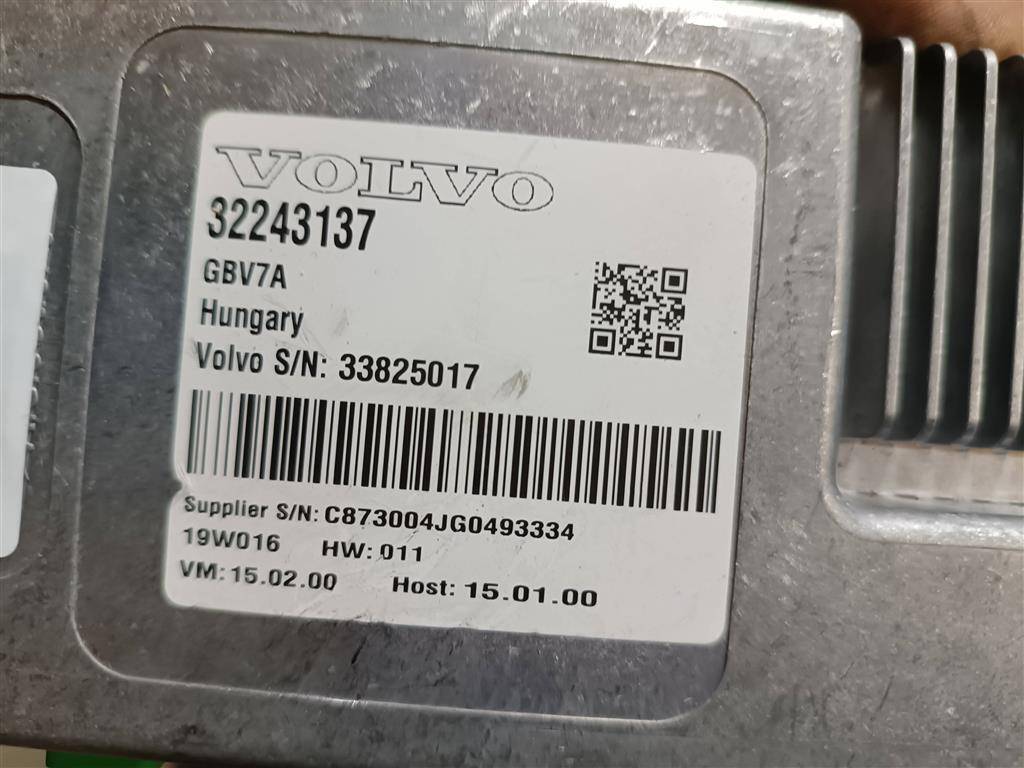 VOLVO
32243137
GBV7A
Hungary
Volvo S/N: 33825017
Supplier S/N: C873004JG0493334
19W016 HW: 011
VM: 15.02.00 Host: 15.01.00